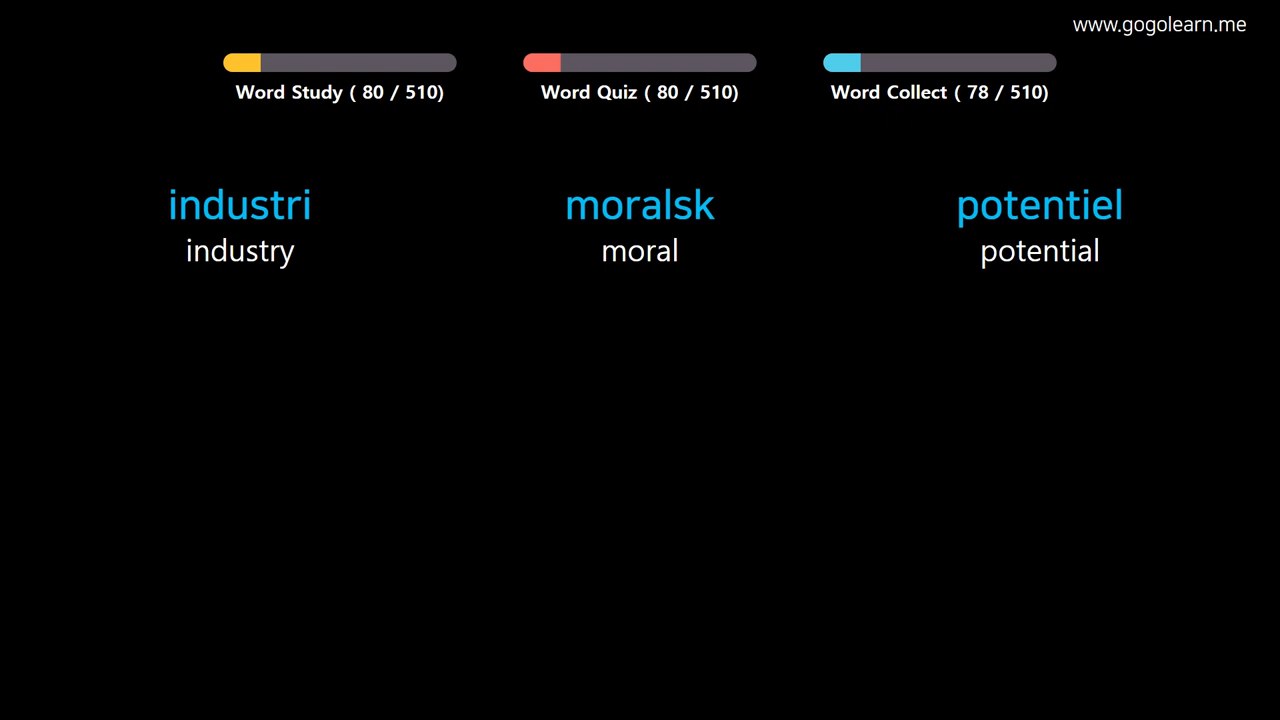 www.gogolearn.me
Word Study ( 80 / 510)
Word Quiz ( 80 / 510)
Word Collect ( 78 / 510)
industri
moralsk
potentiel
industry
moral
potential